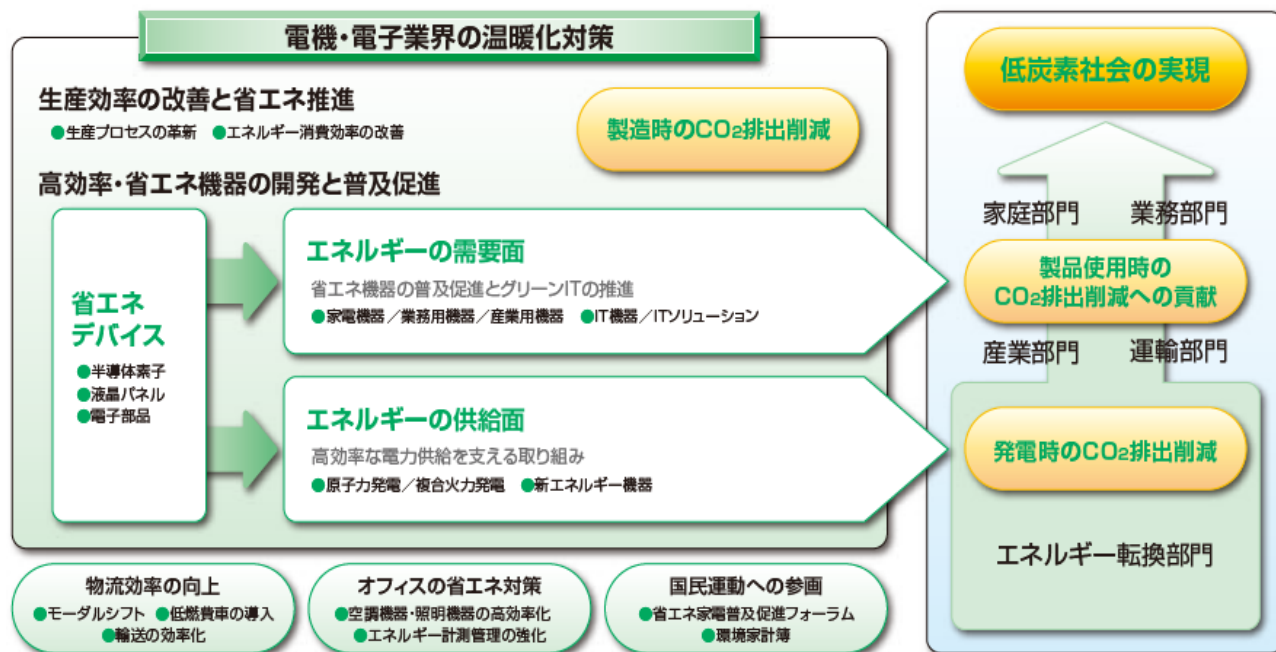 電機・電子業界の温暖化対策
生産効率の改善と省エネ推進
●生産プロセスの革新 ●エネルギー消費効率の改善
製造時のCO₂排出削減
高効率・省エネ機器の開発と普及促進
省エネ
デバイス
●半導体素子
●液晶パネル
●電子部品
エネルギーの需要面
省エネ機器の普及促進とグリーンITの推進
●家電機器／業務用機器／産業用機器 ●IT機器／ITソリューション
エネルギーの供給面
高効率な電力供給を支える取り組み
●原子力発電／複合火力発電 ●新エネルギー機器
低炭素社会の実現
家庭部門 業務部門
製品使用時の
CO₂排出削減への貢献
産業部門 運輸部門
発電時のCO₂排出削減
エネルギー転換部門
物流効率の向上
●モーダルシフト ●低燃費車の導入
●輸送の効率化
オフィスの省エネ対策
●空調機器・照明機器の高効率化
●エネルギー計測管理の強化
国民運動への参画
●省エネ家電普及促進フォーラム
●環境家計簿